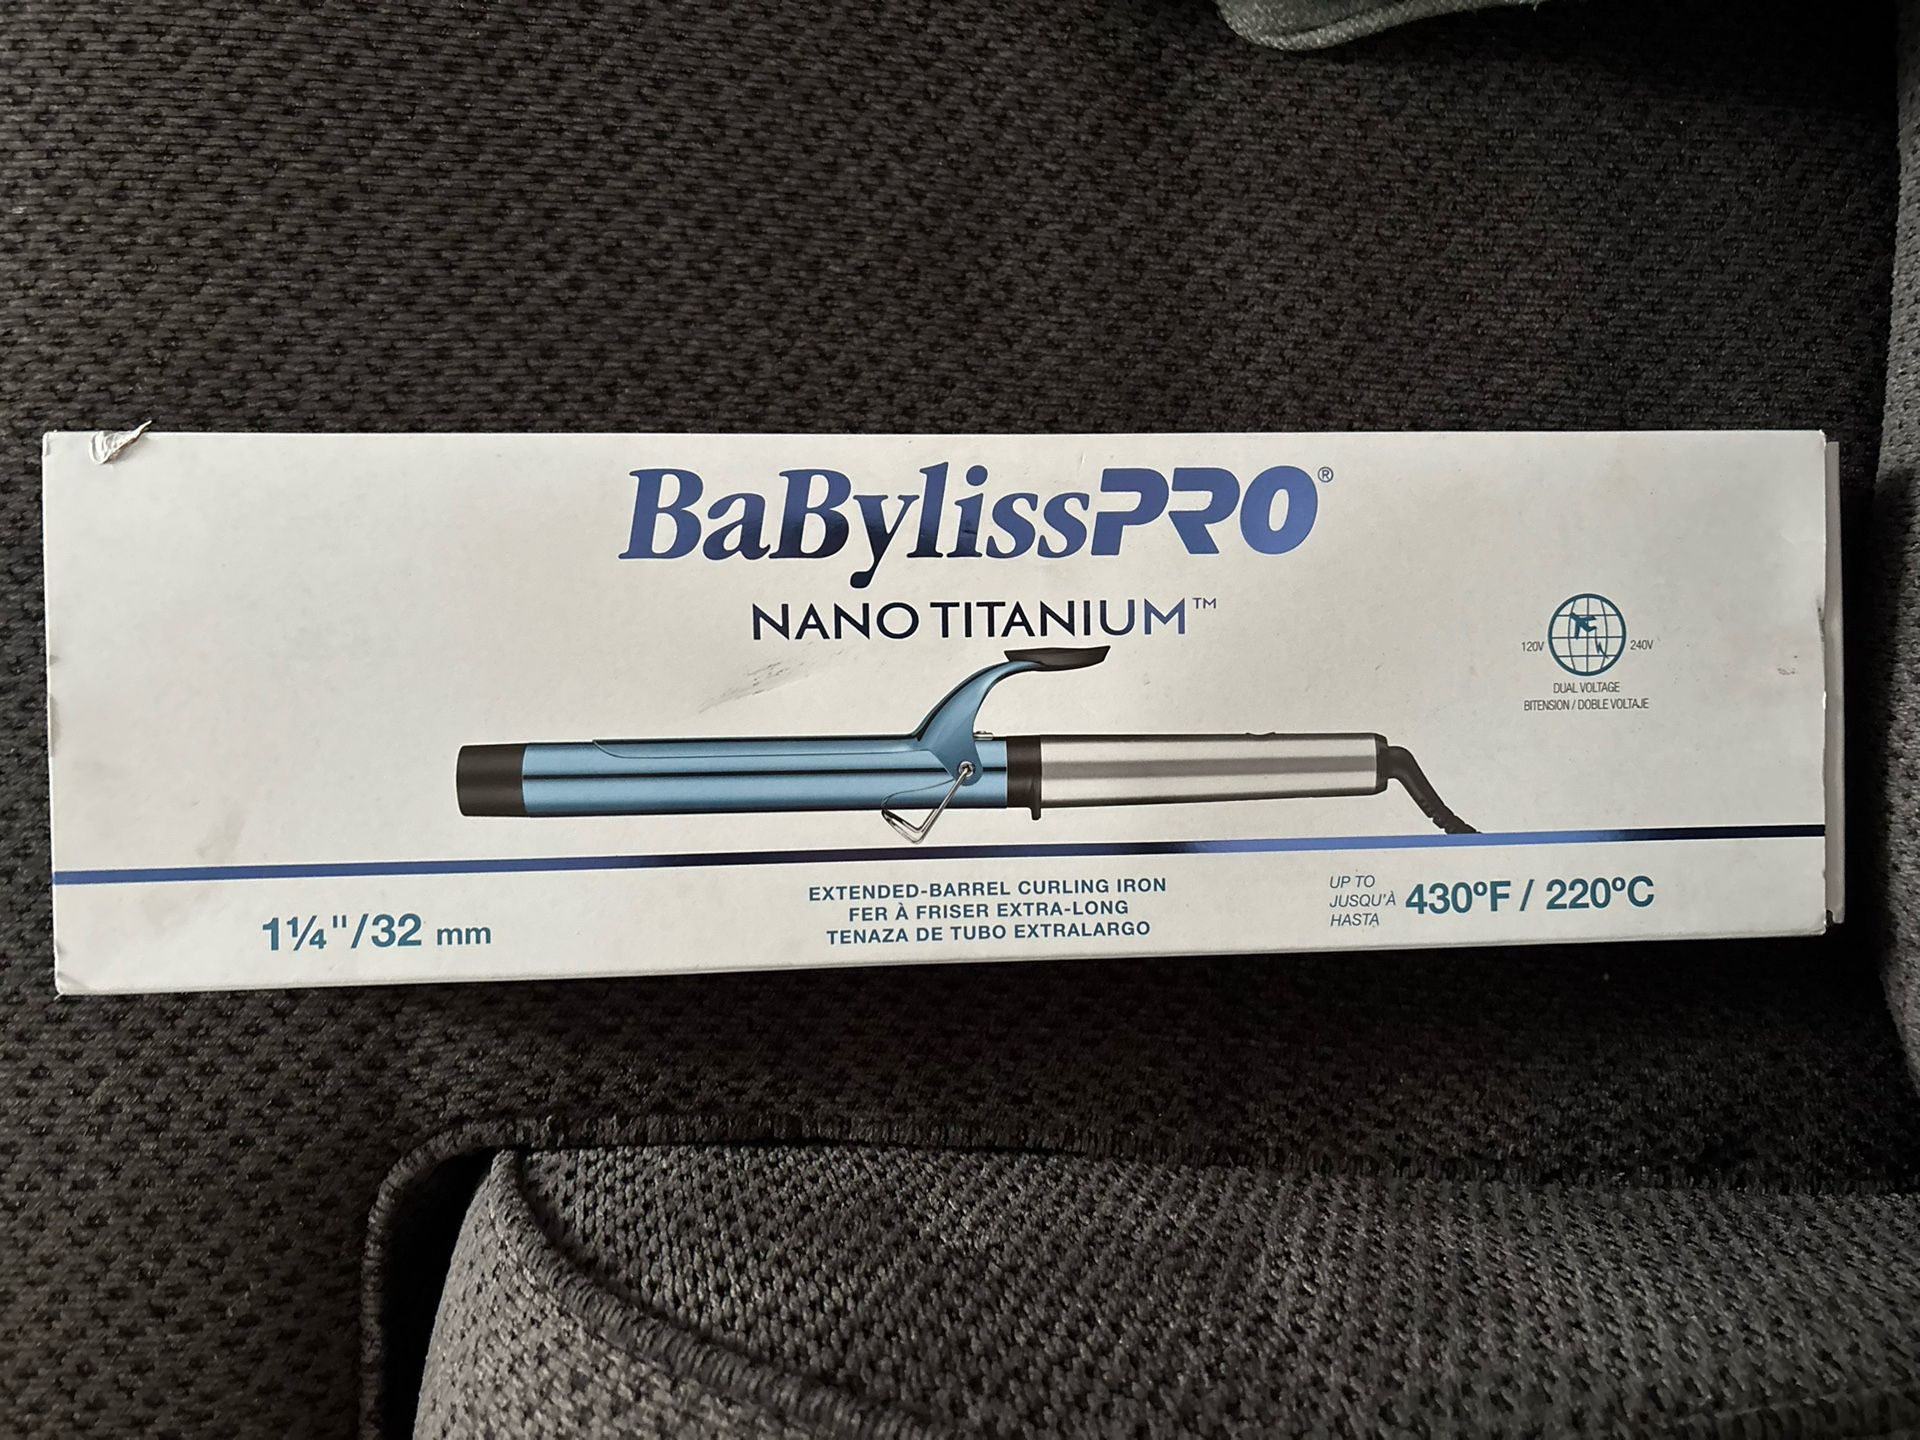 BaBylissPRO®
NANO TITANIUM™
120V 240V
DUAL VOLTAGE
BITENSION / DOBLE VOLTAJE
1¼"/32 mm
EXTENDED-BARREL CURLING IRON
FER À FRISER EXTRA-LONG
TENAZA DE TUBO EXTRALARGO
UP TO
JUSQU'À
HASTA
430ºF / 220ºC